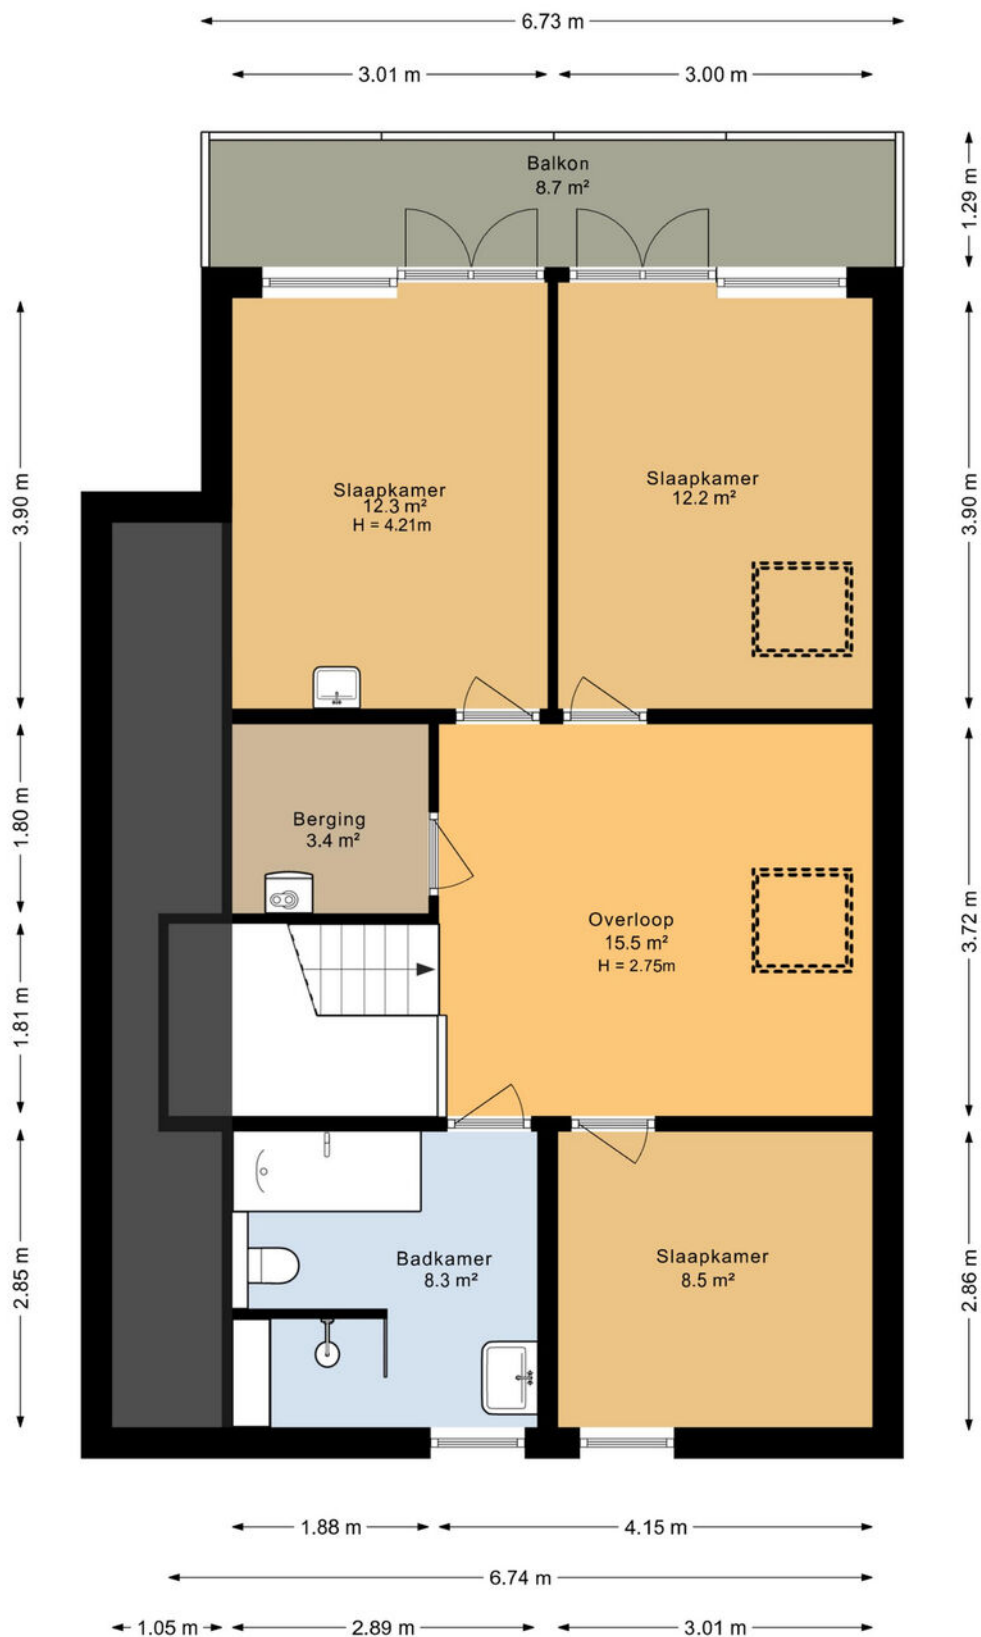 6.73 m
3.01 m
3.00 m
Balkon
8.7 m²
1.29 m
3.90 m
Slaapkamer
12.3 m²
H = 4.21m
Slaapkamer
12.2 m²
3.90 m
1.80 m
Berging
3.4 m²
Overloop
15.5 m²
H = 2.75m
3.72 m
1.81 m
2.85 m
Badkamer
8.3 m²
Slaapkamer
8.5 m²
2.86 m
1.88 m
4.15 m
6.74 m
1.05 m
2.89 m
3.01 m